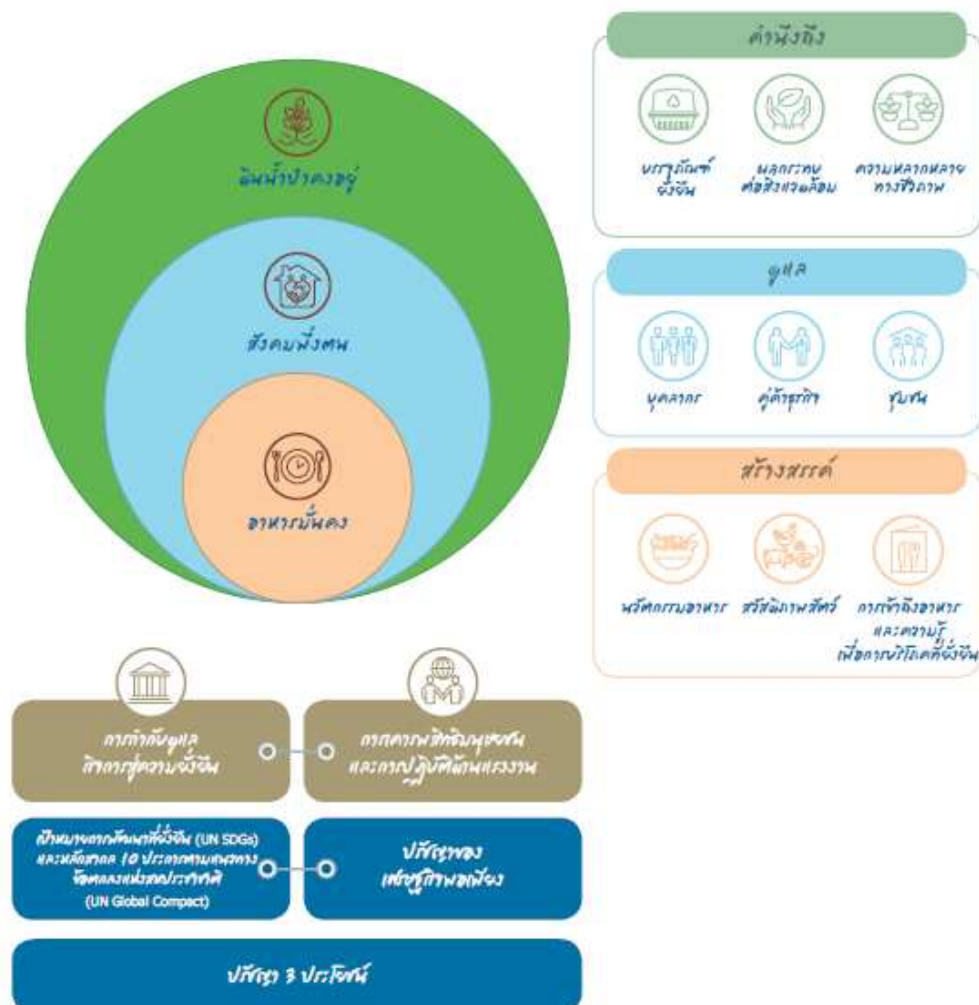 ดินน้ำป่าคงอยู่
สังคมพึ่งตน
อาหารมั่นคง
คำนึงถึง
บรรจุภัณฑ์
ยั่งยืน
ผลกระทบ
ต่อสิ่งแวดล้อม
ความหลากหลาย
ทางชีวภาพ
ดูแล
บุคลากร
คู่ค้าธุรกิจ
ชุมชน
สร้างสรรค์
นวัตกรรมอาหาร
สวัสดิภาพสัตว์
การเข้าถึงอาหาร
และความรู้
เพื่อการบริโภคที่ยั่งยืน
การกำกับดูแล
กิจการสู่ความยั่งยืน
การเคารพสิทธิมนุษยชน
และการปฏิบัติด้านแรงงาน
เป้าหมายการพัฒนาที่ยั่งยืน (UN SDGs)
และหลักสากล 10 ประการตามแนวทาง
ข้อตกลงแห่งสหประชาชาติ
(UN Global Compact)
ปรัชญาของ
เศรษฐกิจพอเพียง
ปรัชญา 3 ประโยชน์